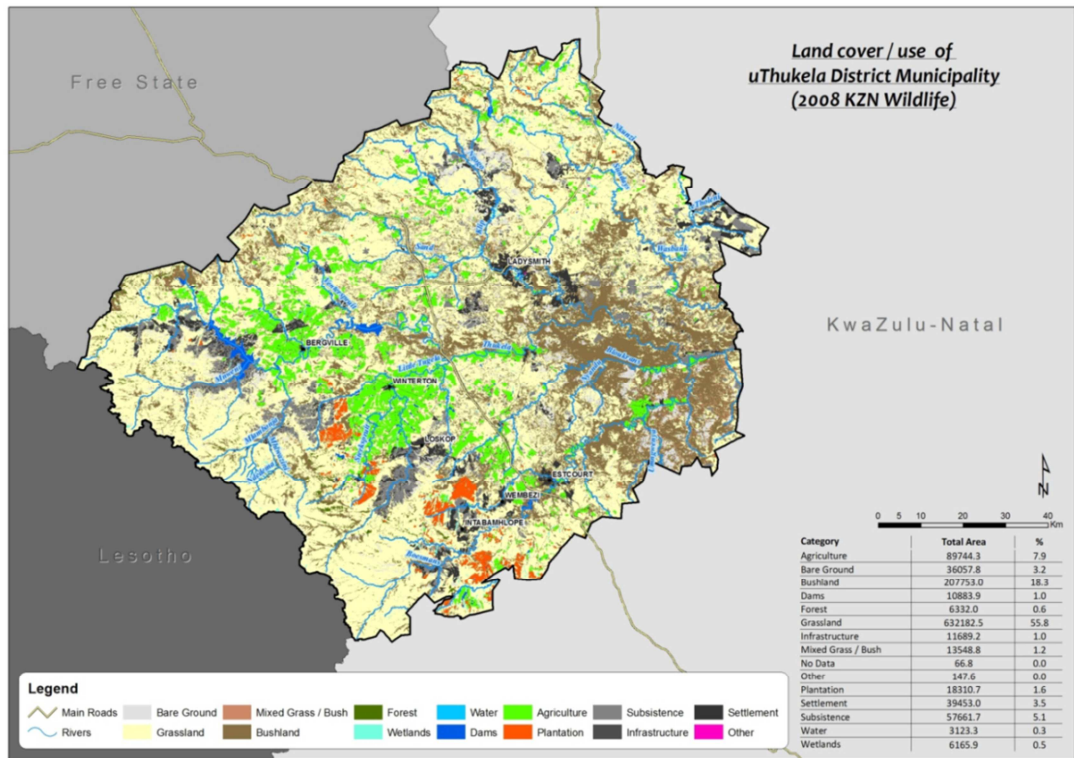 Land cover / use of
uThukela District Municipality
(2008 KZN Wildlife)
Free State
KwaZulu-Natal
Lesotho
LADYSMITH
BERGVILLE
Thukela
Little Tugela
WINTERTON
LOSKOP
ESTCOURT
WEMBEZI
INTABAMHLOPE
0 5 10 20 30 40
Km
Category Total Area %
Agriculture 89744.3 7.9
Bare Ground 36057.8 3.2
Bushland 207753.0 18.3
Dams 10883.9 1.0
Forest 6332.0 0.6
Grassland 632182.5 55.8
Infrastructure 11689.2 1.0
Mixed Grass / Bush 13548.8 1.2
No Data 66.8 0.0
Other 147.6 0.0
Plantation 18310.7 1.6
Settlement 39453.0 3.5
Subsistence 57661.7 5.1
Water 3123.3 0.3
Wetlands 6165.9 0.5
Legend
Main Roads Bare Ground Mixed Grass / Bush Forest Water Agriculture Subsistence Settlement
Rivers Grassland Bushland Wetlands Dams Plantation Infrastructure Other